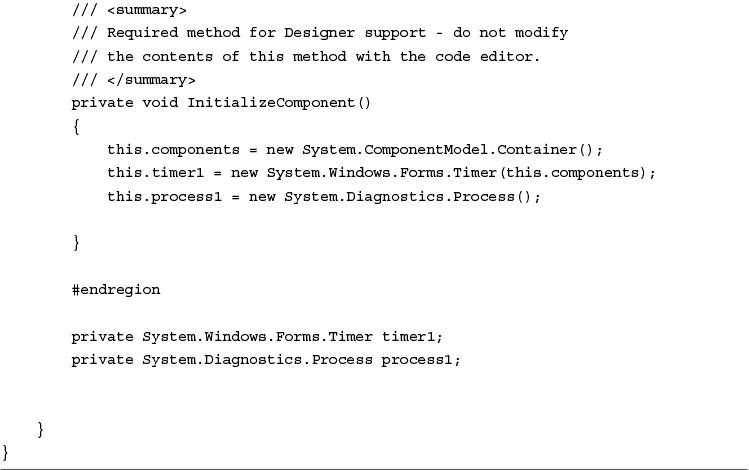 /// <summary>
/// Required method for Designer support - do not modify
/// the contents of this method with the code editor.
/// </summary>
private void InitializeComponent()
{
this.components = new System.ComponentModel.Container();
this.timer1 = new System.Windows.Forms.Timer(this.components);
this.process1 = new System.Diagnostics.Process();
}
#endregion
private System.Windows.Forms.Timer timer1;
private System.Diagnostics.Process process1;
}
}